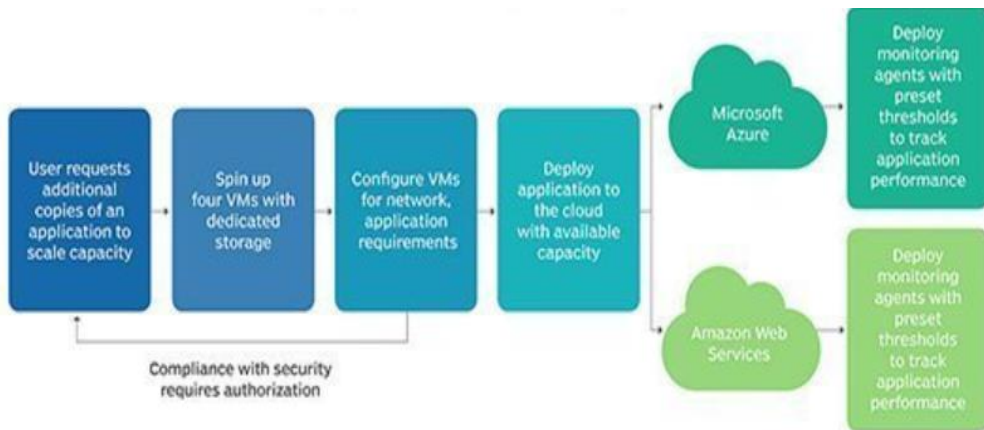 User requests
additional
copies of an
application to
scale capacity
Spin up
four VMs with
dedicated
storage
Configure VMs
for network,
application
requirements
Deploy
application to
the cloud
with available
capacity
Microsoft
Azure
Deploy
monitoring
agents with
preset
thresholds
to track
application
performance
Amazon Web
Services
Deploy
monitoring
agents with
preset
thresholds
to track
application
performance
Compliance with security
requires authorization